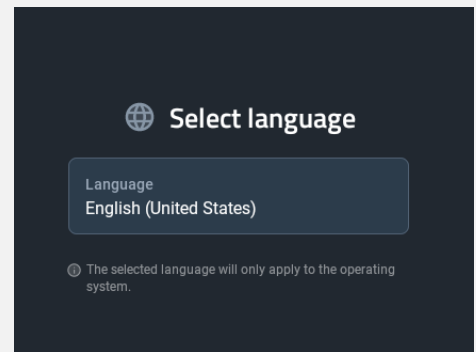 Select language
Language
English (United States)
The selected language will only apply to the operating
system.